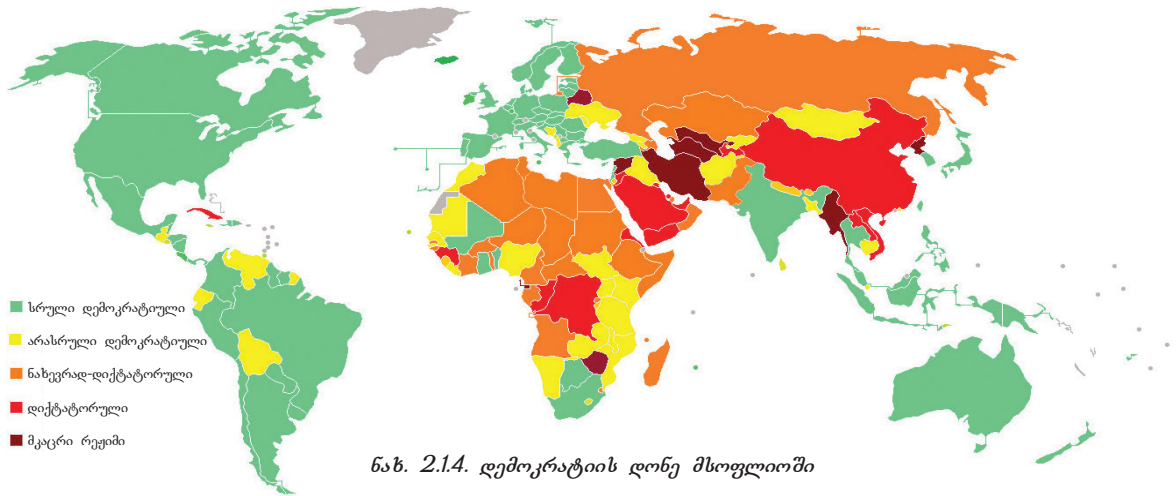 სრული დემოკრატიული
არასრული დემოკრატიული
ნახევრად-დიქტატორული
დიქტატორული
მკაცრი რეჟიმი
ნახ. 2.1.4. დემოკრატიის დონე მსოფლიოში